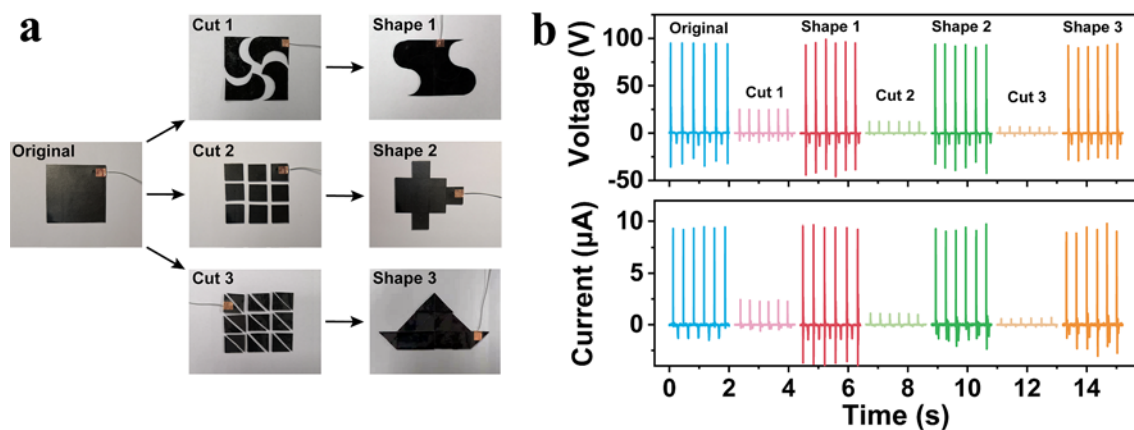 a
Cut 1
Shape 1
Original
Cut 2
Shape 2
Cut 3
Shape 3
b
Voltage (V)
100
50
0
-50
Original
Shape 1
Shape 2
Shape 3
Cut 1
Cut 2
Cut 3
Current (μA)
10
5
0
0 2 4 6 8 10 12 14
Time (s)